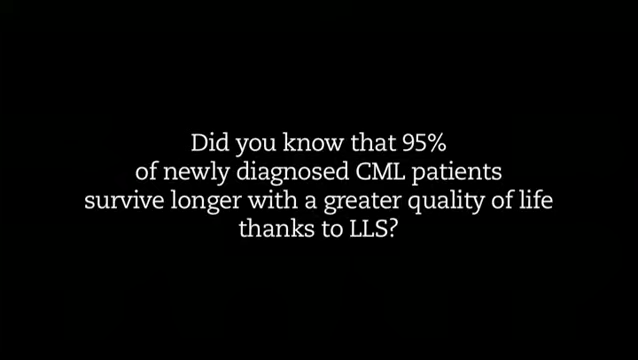 Did you know that 95%
of newly diagnosed CML patients
survive longer with a greater quality of life
thanks to LLS?